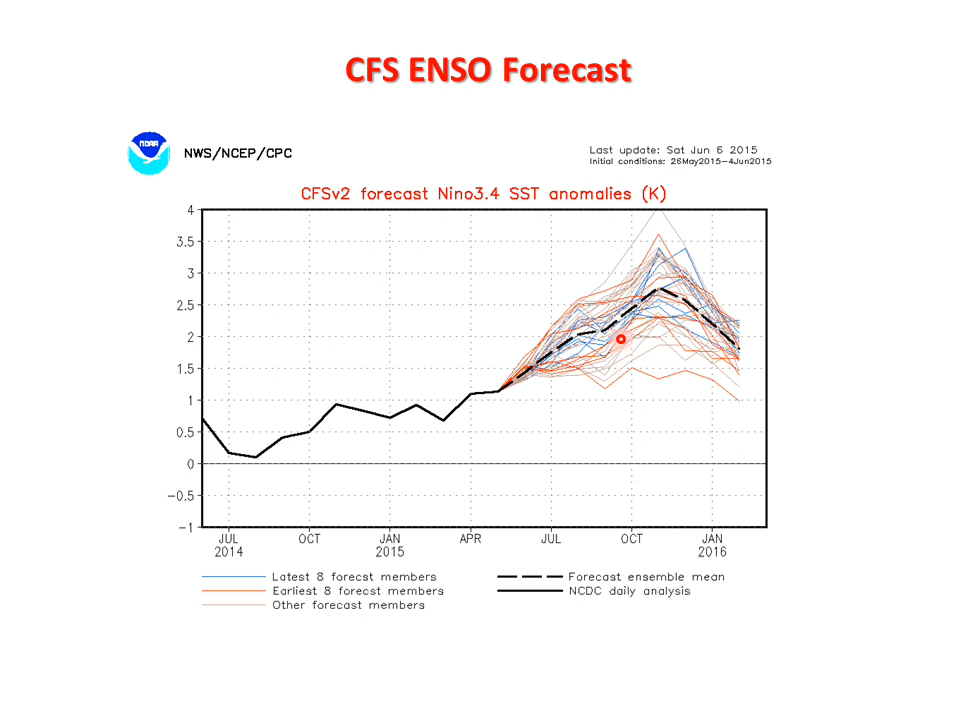 CFS ENSO Forecast
NOAA
NWS/NCEP/CPC
Last update: Sat Jun 6 2015
Initial conditions: 26May2015-4Jun2015
CFSv2 forecast Nino3.4 SST anomalies (K)
4
3.5
3
2.5
2
1.5
1
0.5
0
-0.5
-1
JUL OCT JAN APR JUL OCT JAN
2014 2015 2016
Latest 8 forecst members
Earliest 8 forecst members
Other forecast members
Forecast ensemble mean
NCDC daily analysis